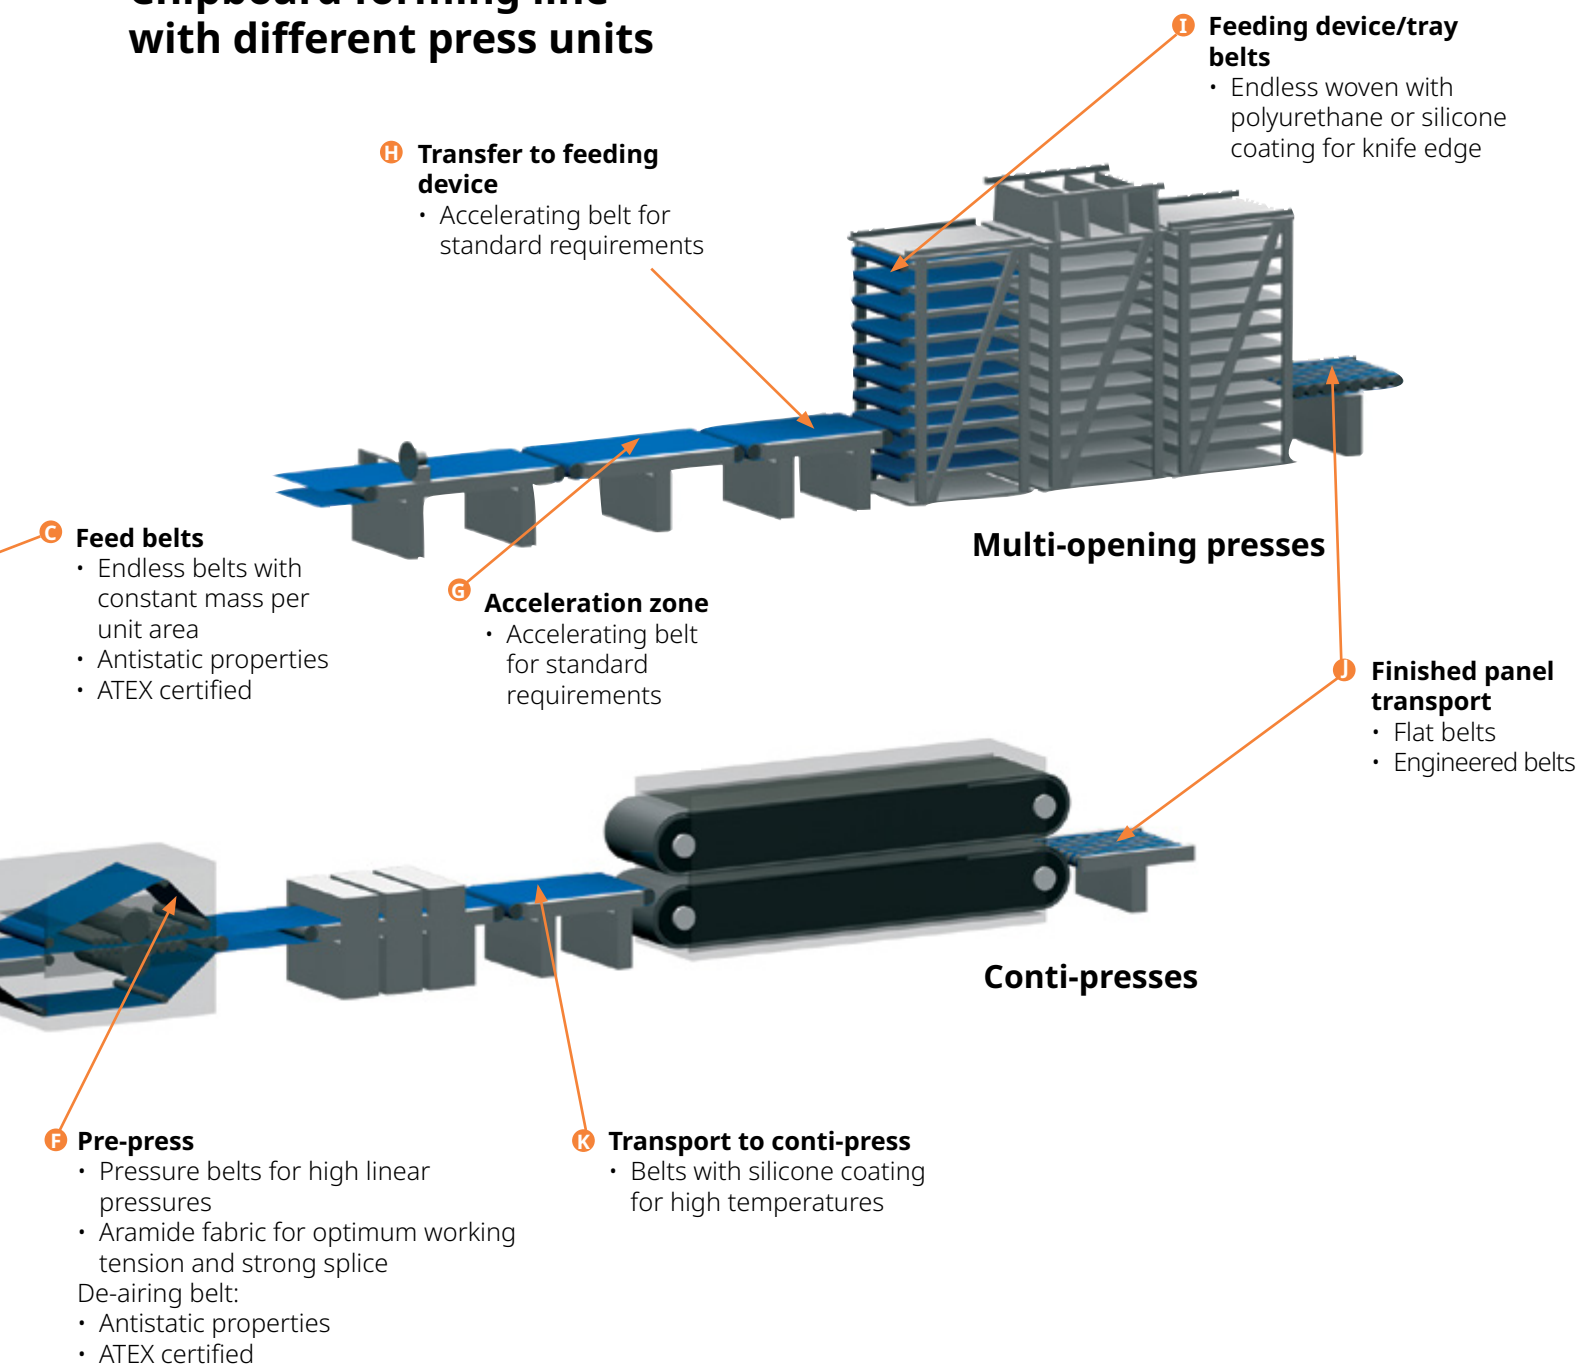 Chipboard forming line
with different press units
I Feeding device/tray
belts
• Endless woven with
polyurethane or silicone
coating for knife edge
H Transfer to feeding
device
• Accelerating belt for
standard requirements
C Feed belts
• Endless belts with
constant mass per
unit area
• Antistatic properties
• ATEX certified
G Acceleration zone
• Accelerating belt
for standard
requirements
Multi-opening presses
J Finished panel
transport
• Flat belts
• Engineered belts
Conti-presses
F Pre-press
• Pressure belts for high linear
pressures
• Aramide fabric for optimum working
tension and strong splice
De-airing belt:
• Antistatic properties
• ATEX certified
K Transport to conti-press
• Belts with silicone coating
for high temperatures